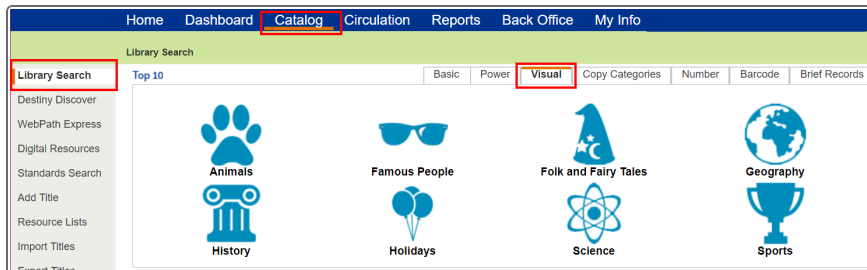 Home Dashboard Catalog Circulation Reports Back Office My Info
Library Search
Library Search
Top 10 Basic Power Visual Copy Categories Number Barcode Brief Records
Destiny Discover
WebPath Express
Digital Resources
Standards Search
Add Title
Resource Lists
Import Titles
Export Titles
Animals Famous People Folk and Fairy Tales Geography
History Holidays Science Sports